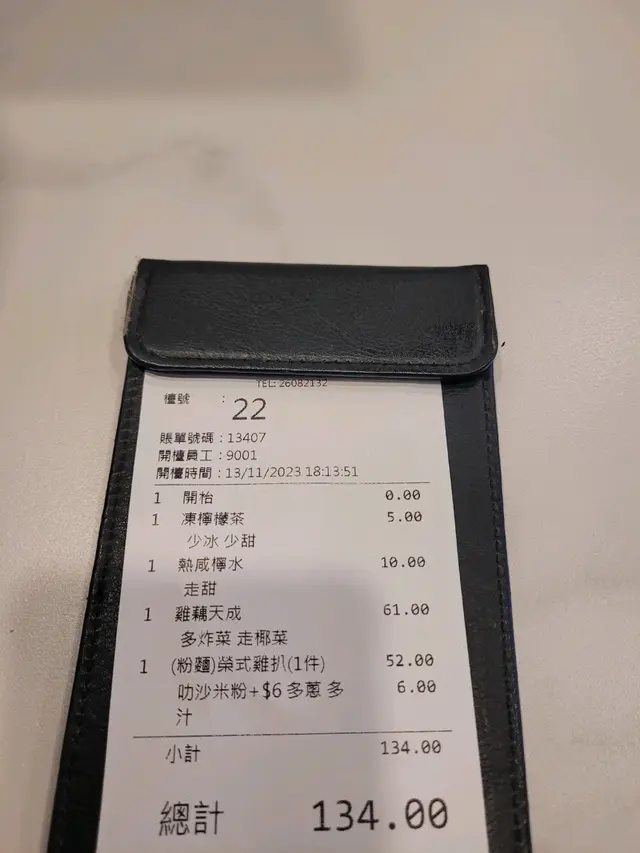 TEL: 26082132
檯號 : 22
賬單號碼 : 13407
開檯員工 : 9001
開檯時間 : 13/11/2023 18:13:51
1 開枱 0.00
1 凍檸檬茶 5.00
少冰 少甜
1 熱咸檸水 10.00
走甜
1 雞藕天成 61.00
多炸菜 走椰菜
1 (粉麵)榮式雞扒(1件) 52.00
叻沙米粉+$6 多蔥 多 6.00
汁
小計 134.00
總計 134.00